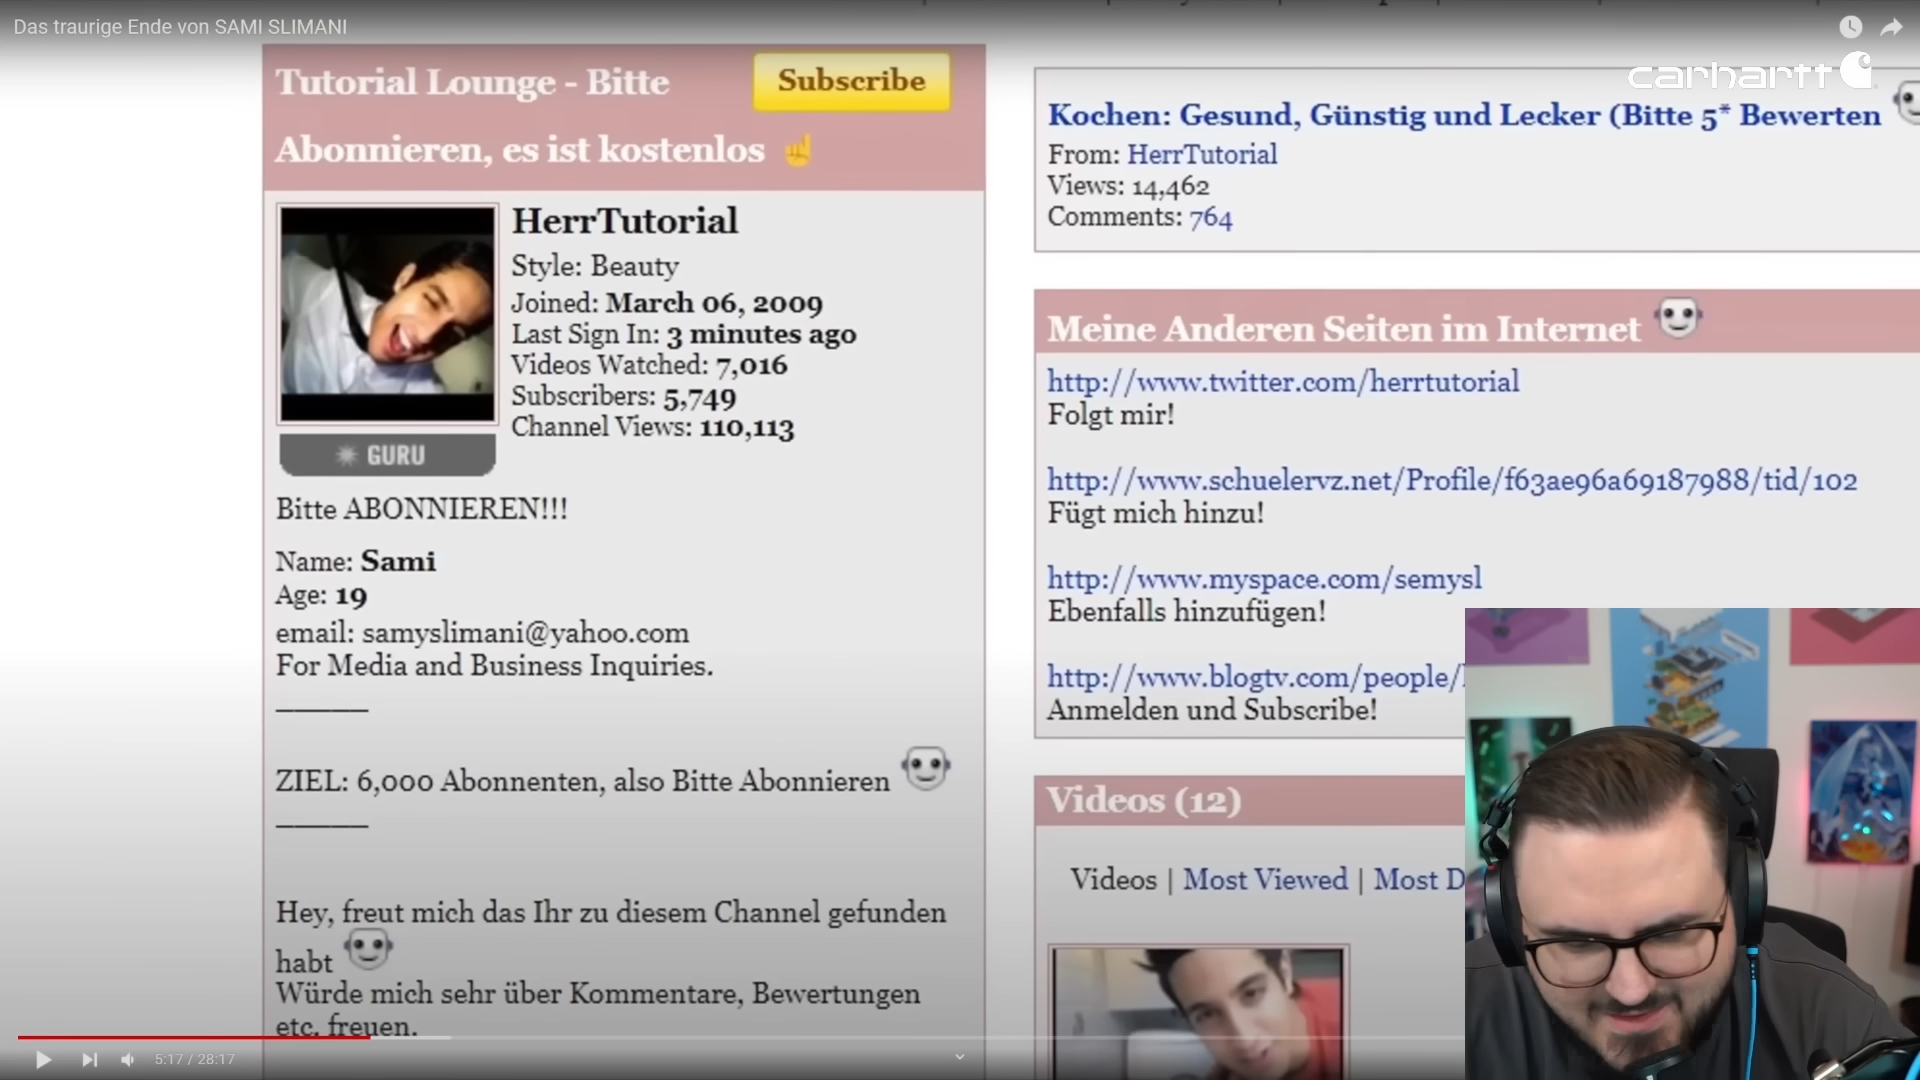 Das traurige Ende von SAMI SLIMANI
carhartt
Tutorial Lounge - Bitte
Subscribe
Abonnieren, es ist kostenlos
HerrTutorial
Style: Beauty
Joined: March 06, 2009
Last Sign In: 3 minutes ago
Videos Watched: 7,016
Subscribers: 5,749
Channel Views: 110,113
GURU
Bitte ABONNIEREN!!!
Name: Sami
Age: 19
email: samyslimani@yahoo.com
For Media and Business Inquiries.
ZIEL: 6,000 Abonnenten, also Bitte Abonnieren
Hey, freut mich das Ihr zu diesem Channel gefunden
habt
Würde mich sehr über Kommentare, Bewertungen
etc. freuen.
Kochen: Gesund, Günstig und Lecker (Bitte 5* Bewerten
From: HerrTutorial
Views: 14,462
Comments: 764
Meine Anderen Seiten im Internet
http://www.twitter.com/herrtutorial
Folgt mir!
http://www.schuelervz.net/Profile/f63ae96a69187988/tid/102
Fügt mich hinzu!
http://www.myspace.com/semysl
Ebenfalls hinzufügen!
http://www.blogtv.com/people/
Anmelden und Subscribe!
Videos (12)
Videos | Most Viewed | Most D
5:17 / 28:17